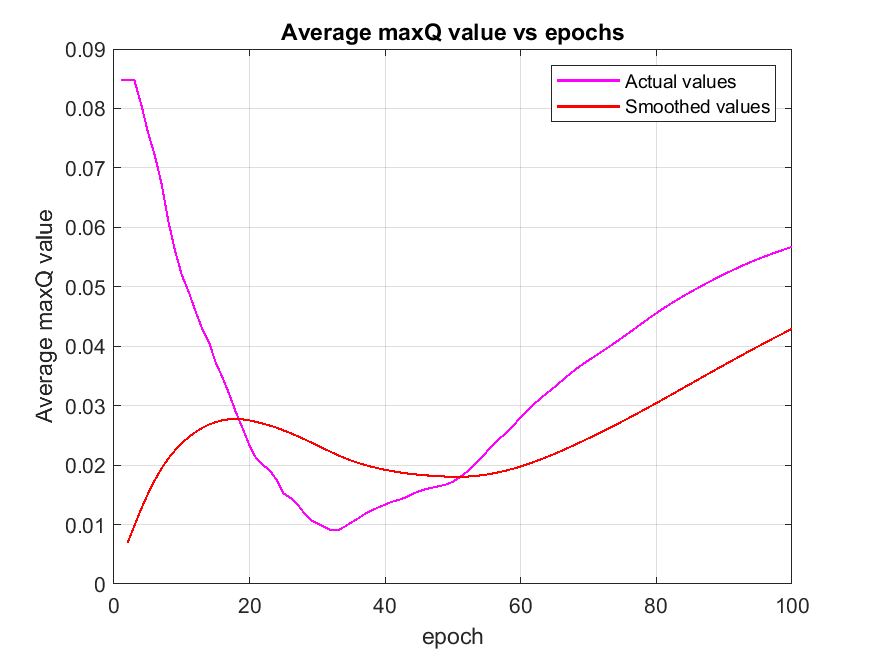 Average maxQ value vs epochs
Actual values
Smoothed values
Average maxQ value
0.09
0.08
0.07
0.06
0.05
0.04
0.03
0.02
0.01
0
0 20 40 60 80 100
epoch